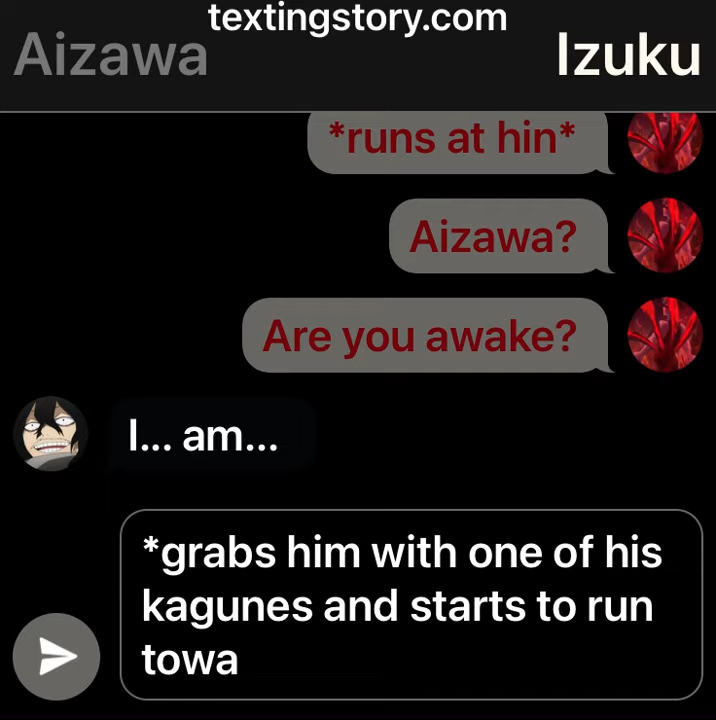 textingstory.com
Aizawa
Izuku
*runs at hin*
Aizawa?
Are you awake?
I... am...
*grabs him with one of his
kagunes and starts to run
towa